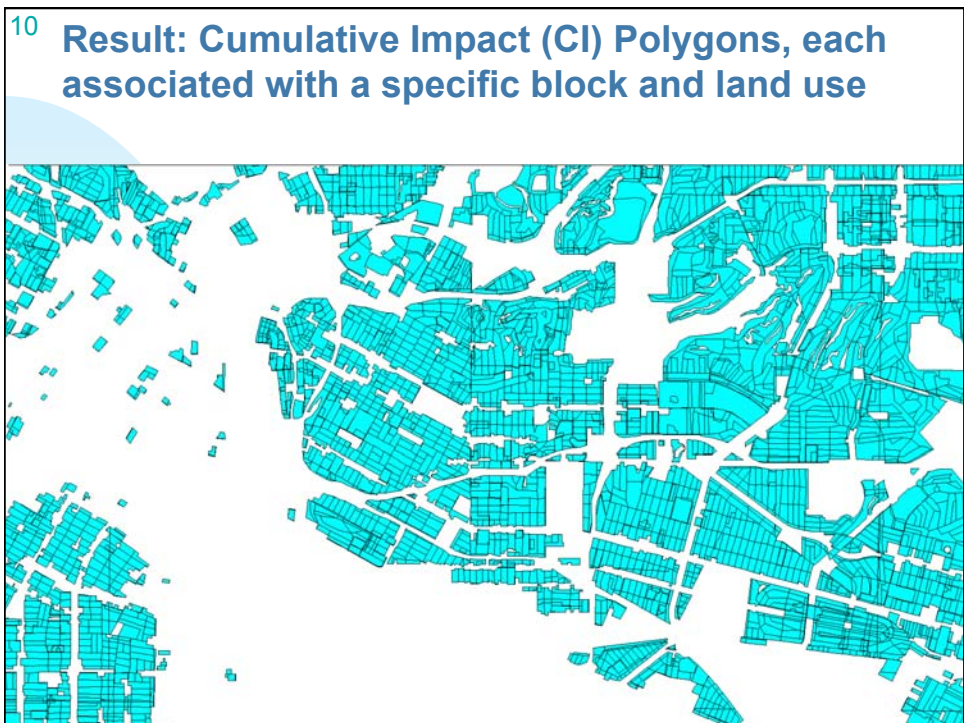 10
Result: Cumulative Impact (CI) Polygons, each
associated with a specific block and land use